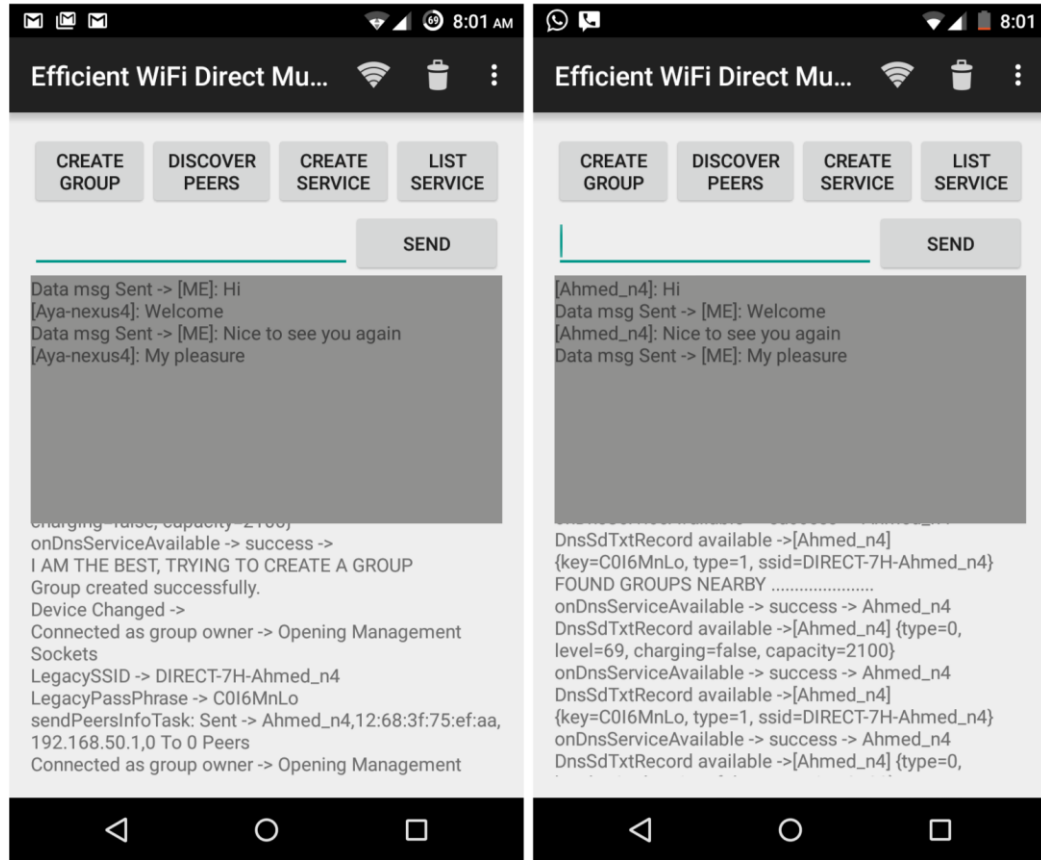 69 8:01 AM
Efficient WiFi Direct Mu...
CREATE GROUP
DISCOVER PEERS
CREATE SERVICE
LIST SERVICE
SEND
Data msg Sent -> [ME]: Hi
[Aya-nexus4]: Welcome
Data msg Sent -> [ME]: Nice to see you again
[Aya-nexus4]: My pleasure
charging=false, capacity=2100}
onDnsServiceAvailable -> success ->
I AM THE BEST, TRYING TO CREATE A GROUP
Group created successfully.
Device Changed ->
Connected as group owner -> Opening Management
Sockets
LegacySSID -> DIRECT-7H-Ahmed_n4
LegacyPassPhrase -> C0I6MnLo
sendPeersInfoTask: Sent -> Ahmed_n4,12:68:3f:75:ef:aa,
192.168.50.1,0 To 0 Peers
Connected as group owner -> Opening Management
8:01
Efficient WiFi Direct Mu...
CREATE GROUP
DISCOVER PEERS
CREATE SERVICE
LIST SERVICE
SEND
[Ahmed_n4]: Hi
Data msg Sent -> [ME]: Welcome
[Ahmed_n4]: Nice to see you again
Data msg Sent -> [ME]: My pleasure
onDnsServiceAvailable -> success -> Ahmed_n4
DnsSdTxtRecord available ->[Ahmed_n4]
{key=C0I6MnLo, type=1, ssid=DIRECT-7H-Ahmed_n4}
FOUND GROUPS NEARBY ......................
onDnsServiceAvailable -> success -> Ahmed_n4
DnsSdTxtRecord available ->[Ahmed_n4] {type=0,
level=69, charging=false, capacity=2100}
onDnsServiceAvailable -> success -> Ahmed_n4
DnsSdTxtRecord available ->[Ahmed_n4]
{key=C0I6MnLo, type=1, ssid=DIRECT-7H-Ahmed_n4}
onDnsServiceAvailable -> success -> Ahmed_n4
DnsSdTxtRecord available ->[Ahmed_n4] {type=0,